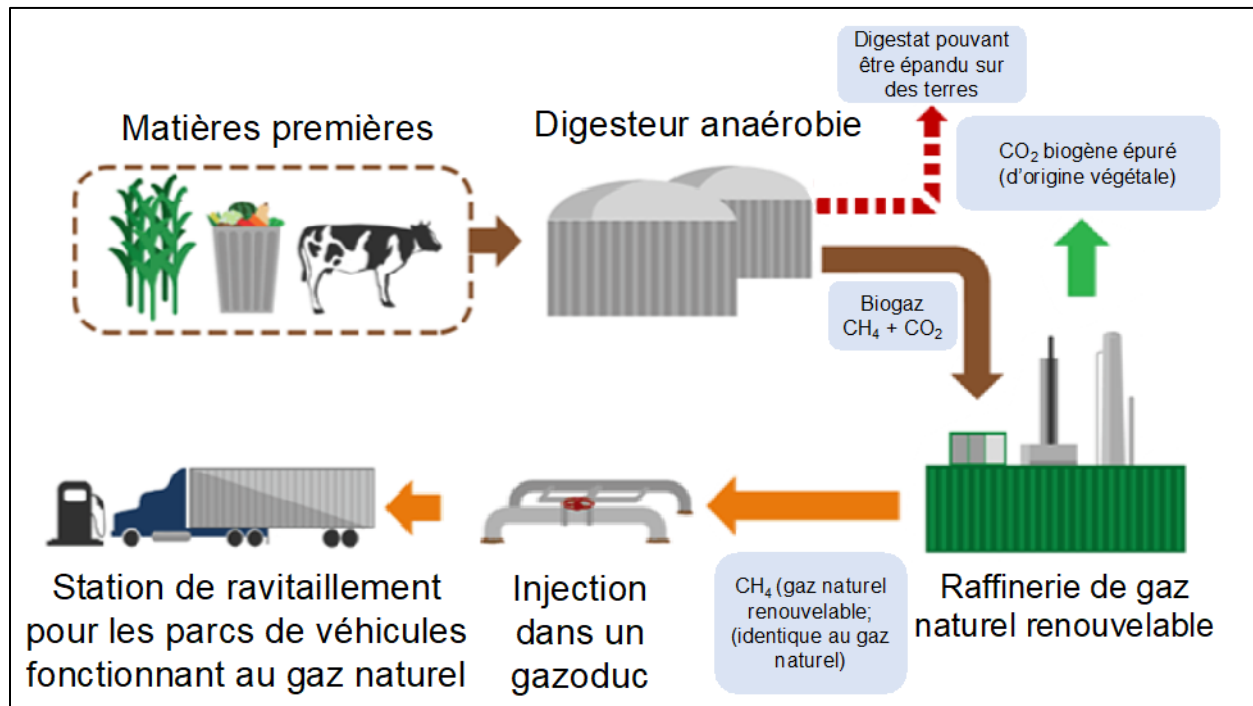 Matières premières
Digesteur anaérobie
Digestat pouvant
être épandu sur
des terres
CO₂ biogène épuré
(d'origine végétale)
Biogaz
CH₄ + CO₂
Raffinerie de gaz
naturel renouvelable
CH₄ (gaz naturel
renouvelable;
(identique au gaz
naturel)
Injection
dans un
gazoduc
Station de ravitaillement
pour les parcs de véhicules
fonctionnant au gaz naturel